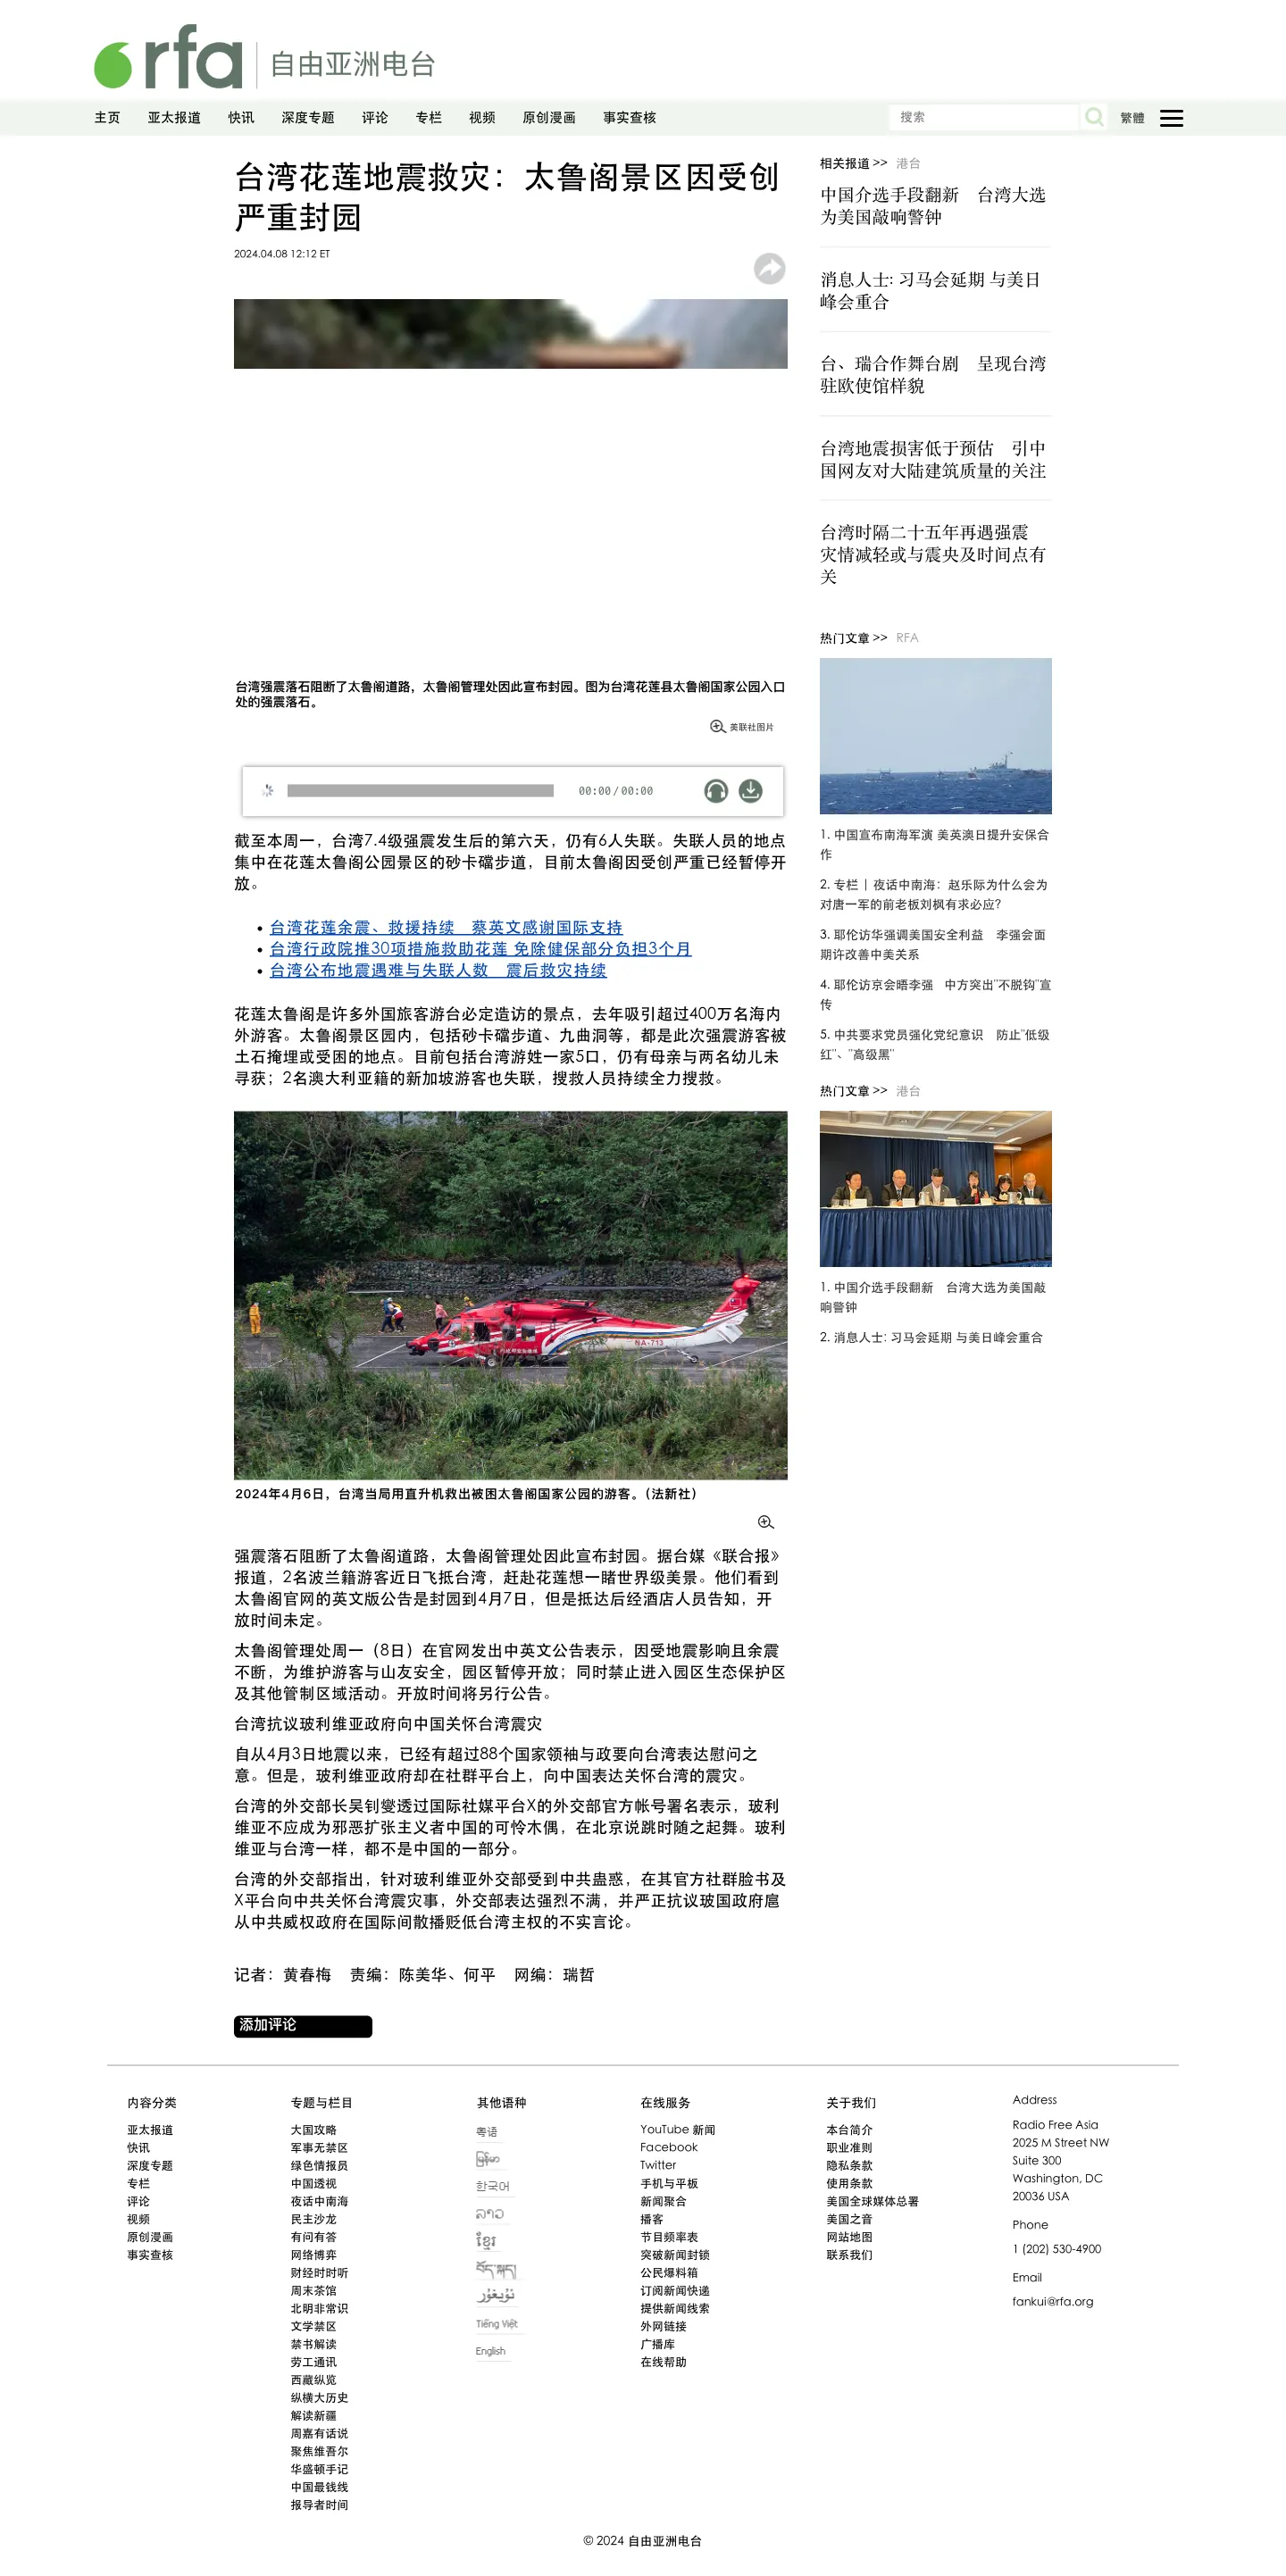 rfa 自由亚洲电台
主页 亚太报道 快讯 深度专题 评论 专栏 视频 原创漫画 事实查核 搜索 繁體
台湾花莲地震救灾：太鲁阁景区因受创
严重封园
2024.04.08 12:12 ET
台湾强震落石阻断了太鲁阁道路，太鲁阁管理处因此宣布封园。图为台湾花莲县太鲁阁国家公园入口
处的强震落石。
美联社图片
00:00 / 00:00
截至本周一，台湾7.4级强震发生后的第六天，仍有6人失联。失联人员的地点
集中在花莲太鲁阁公园景区的砂卡礑步道，目前太鲁阁因受创严重已经暂停开
放。
台湾花莲余震、救援持续　蔡英文感谢国际支持
台湾行政院推30项措施救助花莲 免除健保部分负担3个月
台湾公布地震遇难与失联人数　震后救灾持续
花莲太鲁阁是许多外国旅客游台必定造访的景点，去年吸引超过400万名海内
外游客。太鲁阁景区园内，包括砂卡步道、九曲洞等，都是此次强震游客被
土石掩埋或受困的地点。目前包括台湾游姓一家5口，仍有母亲与两名幼儿未
寻获；2名澳大利亚籍的新加坡游客也失联，搜救人员持续全力搜救。
NA-713
2024年4月6日，台湾当局用直升机救出被困太鲁阁国家公园的游客。（法新社）
强震落石阻断了太鲁阁道路，太鲁阁管理处因此宣布封园。据台媒《联合报》
报道，2名波兰籍游客近日飞抵台湾，赶赴花莲想一睹世界级美景。他们看到
太鲁阁官网的英文版公告是封园到4月7日，但是抵达后经酒店人员告知，开
放时间未定。
太鲁阁管理处周一（8日）在官网发出中英文公告表示，因受地震影响且余震
不断，为维护游客与山友安全，园区暂停开放；同时禁止进入园区生态保护区
及其他管制区域活动。开放时间将另行公告。
台湾抗议玻利维亚政府向中国关怀台湾震灾
自从4月3日地震以来，已经有超过88个国家领袖与政要向台湾表达慰问之
意。但是，玻利维亚政府却在社群平台上，向中国表达关怀台湾的震灾。
台湾的外交部长吴钊燮透过国际社媒平台X的外交部官方帐号署名表示，玻利
维亚不应成为邪恶扩张主义者中国的可怜木偶，在北京说跳时随之起舞。玻利
维亚与台湾一样，都不是中国的一部分。
台湾的外交部指出，针对玻利维亚外交部受到中共蛊惑，在其官方社群脸书及
X平台向中共关怀台湾震灾事，外交部表达强烈不满，并严正抗议玻国政府扈
从中共威权政府在国际间散播贬低台湾主权的不实言论。
记者：黄春梅　责编：陈美华、何平　网编：瑞哲
添加评论
相关报道 >> 港台
中国介选手段翻新　台湾大选
为美国敲响警钟
消息人士: 习马会延期 与美日
峰会重合
台、瑞合作舞台剧　呈现台湾
驻欧使馆样貌
台湾地震损害低于预估　引中
国网友对大陆建筑质量的关注
台湾时隔二十五年再遇强震
灾情减轻或与震央及时间点有
关
热门文章 >> RFA
1. 中国宣布南海军演 美英澳日提升安保合
作
2. 专栏 | 夜话中南海：赵乐际为什么会为
对唐一军的前老板刘枫有求必应?
3. 耶伦访华强调美国安全利益　李强会面
期许改善中美关系
4. 耶伦访京会晤李强　中方突出"不脱钩"宣
传
5. 中共要求党员强化党纪意识　防止"低级
红"、"高级黑"
热门文章 >> 港台
1. 中国介选手段翻新　台湾大选为美国敲
响警钟
2. 消息人士: 习马会延期 与美日峰会重合
内容分类
亚太报道
快讯
深度专题
专栏
评论
视频
原创漫画
事实查核
专题与栏目
大国攻略
军事无禁区
绿色情报员
中国透视
夜话中南海
民主沙龙
有问有答
网络博弈
财经时时听
周末茶馆
北明非常识
文学禁区
禁书解读
劳工通讯
西藏纵览
纵横大历史
解读新疆
周嘉有话说
聚焦维吾尔
华盛顿手记
中国最钱线
报导者时间
其他语种
粤语
မြန်မာ
한국어
ລາວ
ខ្មែរ
བོད་སྐད།
ئۇيغۇر
Tiếng Việt
English
在线服务
YouTube 新闻
Facebook
Twitter
手机与平板
新闻聚合
播客
节目频率表
突破新闻封锁
公民爆料箱
订阅新闻快递
提供新闻线索
外网链接
广播库
在线帮助
关于我们
本台简介
职业准则
隐私条款
使用条款
美国全球媒体总署
美国之音
网站地图
联系我们
Address
Radio Free Asia
2025 M Street NW
Suite 300
Washington, DC
20036 USA
Phone
1 (202) 530-4900
Email
fankui@rfa.org
© 2024 自由亚洲电台